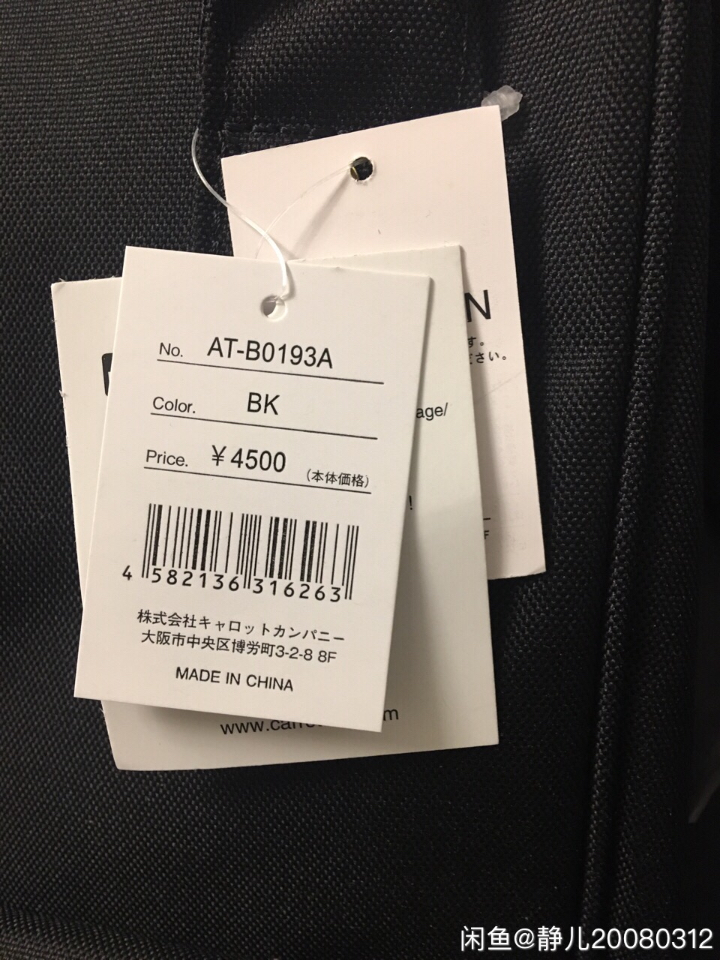 No. AT-B0193A
Color. BK
Price. ¥4500 (本体価格)
4 582136 316263
株式会社キャロットカンパニー
大阪市中央区博労町3-2-8 8F
MADE IN CHINA
N
す。
ださい。
age/
!
F
www.car
m
闲鱼@静儿20080312